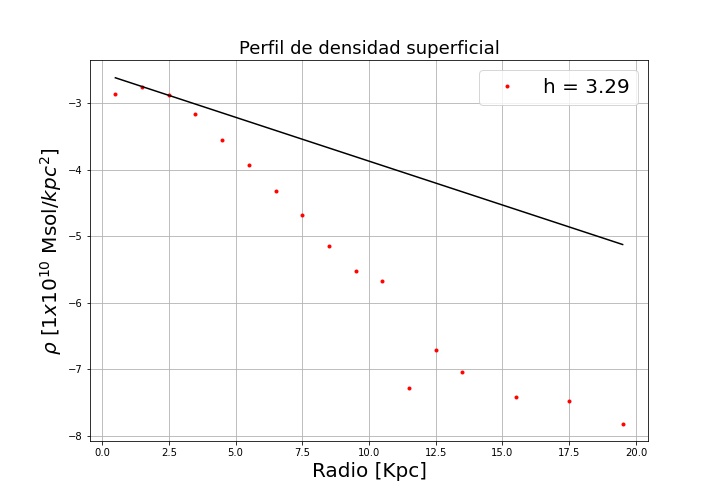 Perfil de densidad superficial
h = 3.29
ρ [1x10^10 Msol/kpc^2]
−3
−4
−5
−6
−7
−8
0.0 2.5 5.0 7.5 10.0 12.5 15.0 17.5 20.0
Radio [Kpc]